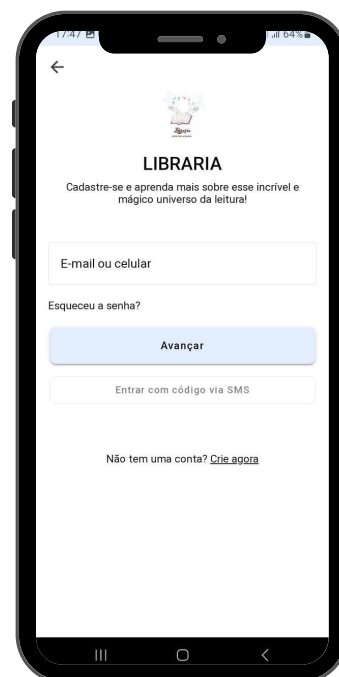 17:47
64%
LIBRARIA
Cadastre-se e aprenda mais sobre esse incrível e
mágico universo da leitura!
E-mail ou celular
Esqueceu a senha?
Avançar
Entrar com código via SMS
Não tem uma conta? Crie agora